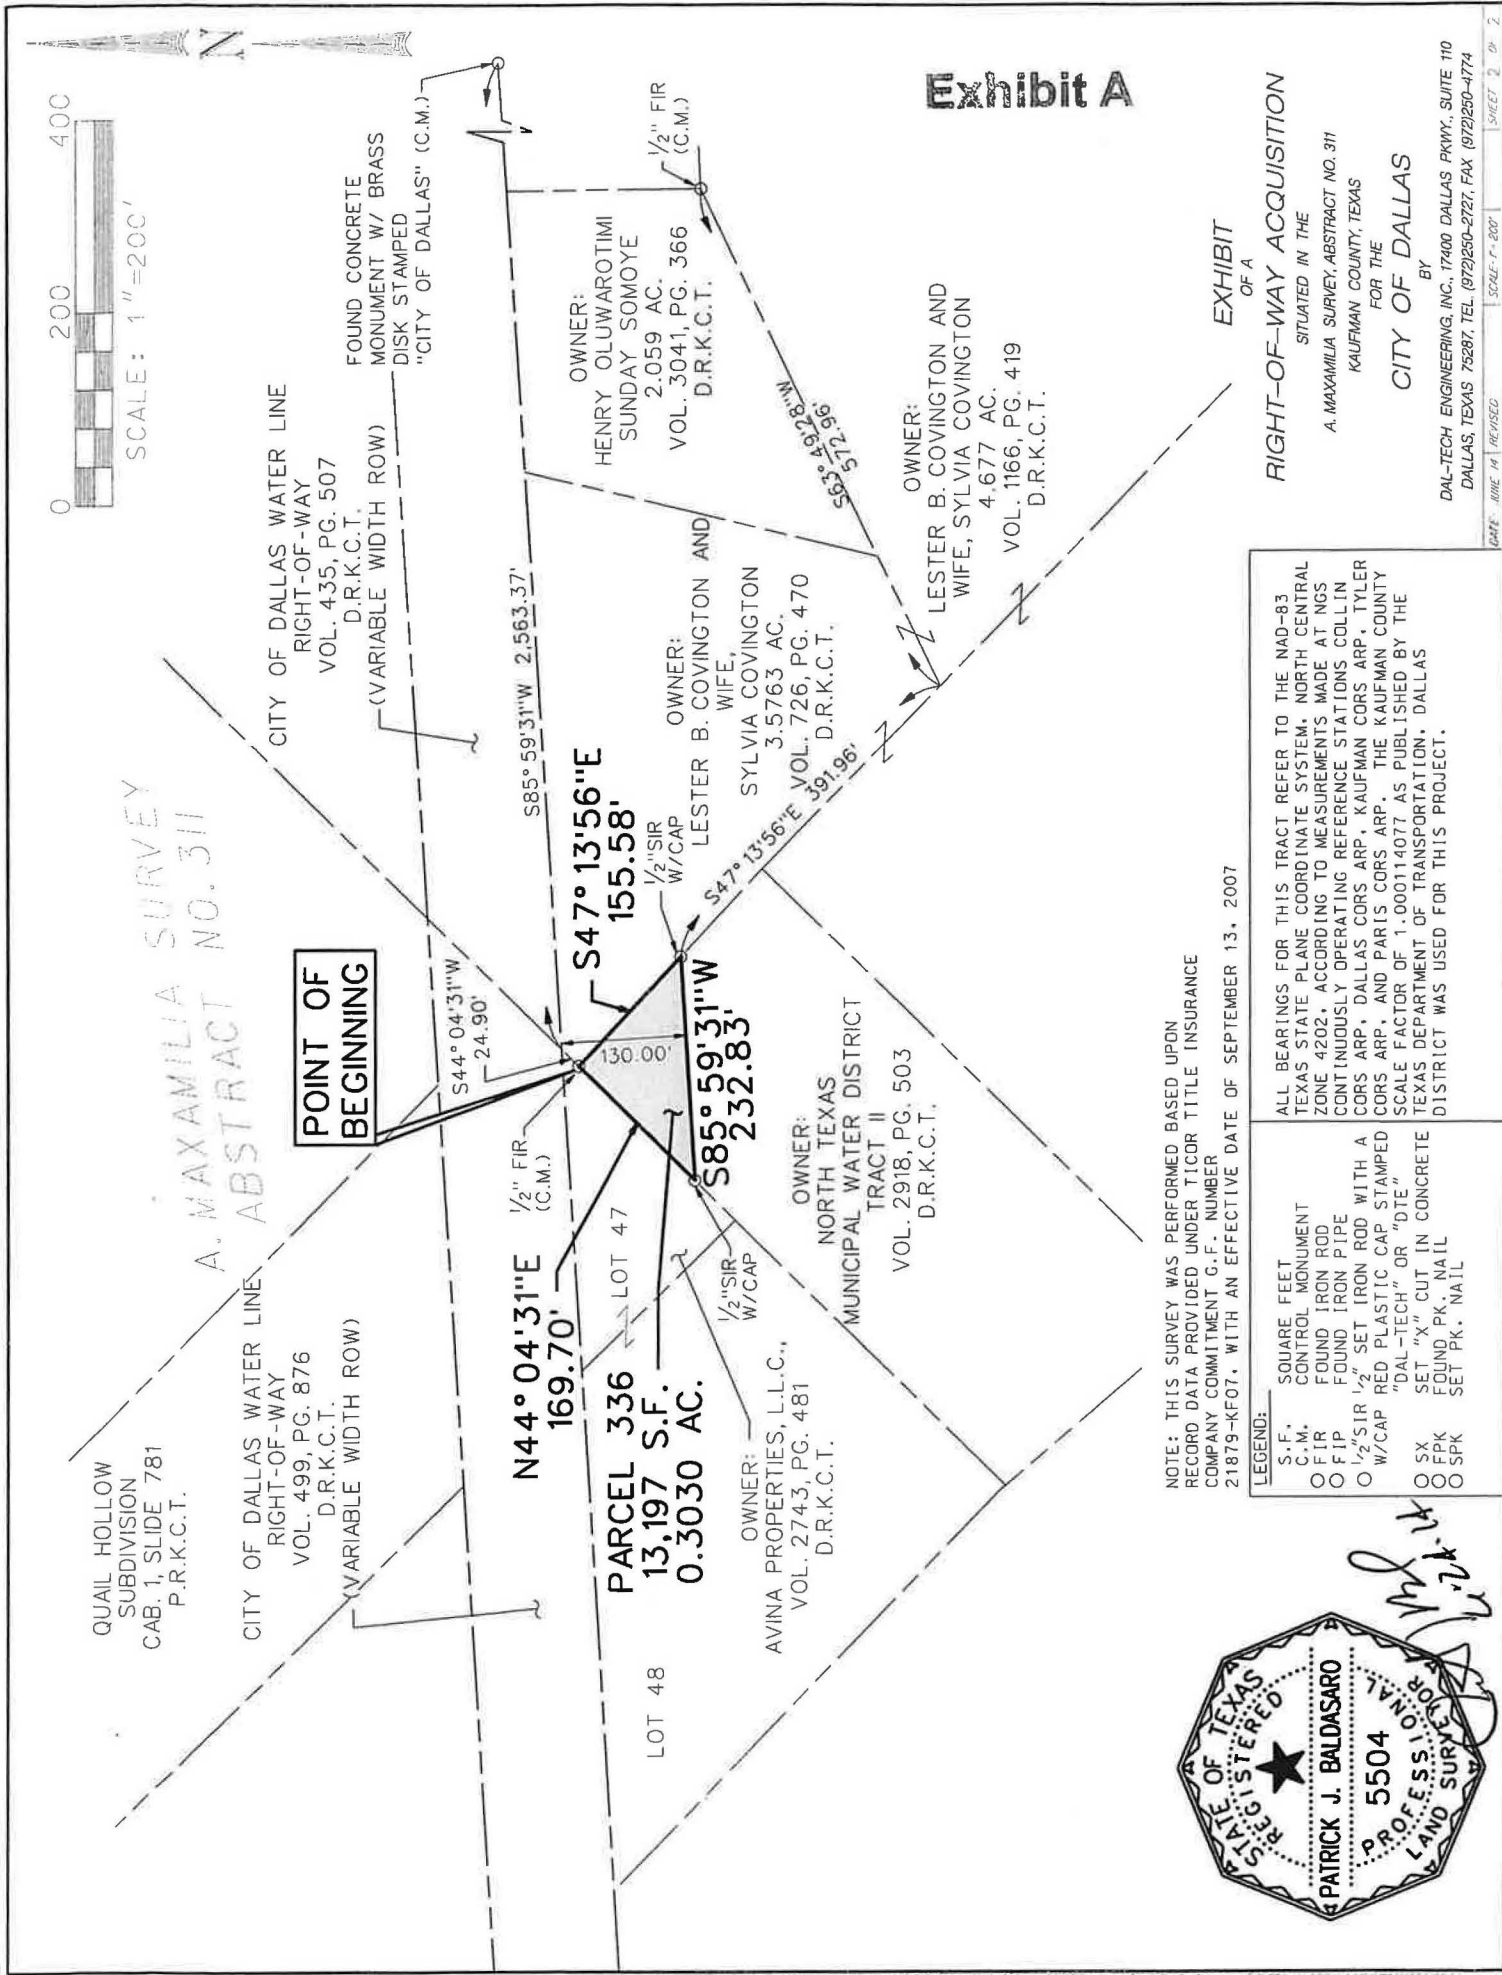 0 200 400
SCALE: 1"=200'
N
A. MAXAMILIA SURVEY
ABSTRACT NO. 311
QUAIL HOLLOW
SUBDIVISION
CAB. 1, SLIDE 781
P.R.K.C.T.
CITY OF DALLAS WATER LINE
RIGHT-OF-WAY
VOL. 499, PG. 876
D.R.K.C.T.
(VARIABLE WIDTH ROW)
POINT OF
BEGINNING
CITY OF DALLAS WATER LINE
RIGHT-OF-WAY
VOL. 435, PG. 507
D.R.K.C.T.
(VARIABLE WIDTH ROW)
FOUND CONCRETE
MONUMENT W/ BRASS
DISK STAMPED
"CITY OF DALLAS" (C.M.)
S44° 04'31"W
24.90'
S85° 59'31"W 2,563.37'
1/2" FIR
(C.M.)
N44° 04'31"E
169.70'
S47° 13'56"E
155.58'
130.00'
S85° 59'31"W
232.83'
1/2"SIR
W/CAP
1/2"SIR
W/CAP
PARCEL 336
13,197 S.F.
0.3030 AC.
LOT 47
LOT 48
OWNER:
AVINA PROPERTIES, L.L.C.,
VOL. 2743, PG. 481
D.R.K.C.T.
OWNER:
NORTH TEXAS
MUNICIPAL WATER DISTRICT
TRACT II
VOL. 2918, PG. 503
D.R.K.C.T.
OWNER:
LESTER B. COVINGTON AND
WIFE,
SYLVIA COVINGTON
3.5763 AC.
VOL. 726, PG. 470
D.R.K.C.T.
S47° 13'56"E 391.96'
OWNER:
HENRY OLUWAROTIMI
SUNDAY SOMOYE
2.059 AC.
VOL. 3041, PG. 366
D.R.K.C.T.
1/2" FIR
(C.M.)
S63° 49'28"W
572.96'
OWNER:
LESTER B. COVINGTON AND
WIFE, SYLVIA COVINGTON
4.677 AC.
VOL. 1166, PG. 419
D.R.K.C.T.
Exhibit A
NOTE: THIS SURVEY WAS PERFORMED BASED UPON
RECORD DATA PROVIDED UNDER TICOR TITLE INSURANCE
COMPANY COMMITMENT G.F. NUMBER
21879-KF07, WITH AN EFFECTIVE DATE OF SEPTEMBER 13, 2007
LEGEND:
S.F. SQUARE FEET
C.M. CONTROL MONUMENT
FIR FOUND IRON ROD
FIP FOUND IRON PIPE
1/2"SIR 1/2" SET IRON ROD WITH A
W/CAP RED PLASTIC CAP STAMPED
"DAL-TECH" OR "DTE"
SX SET "X" CUT IN CONCRETE
FPK FOUND PK. NAIL
SPK SET PK. NAIL
ALL BEARINGS FOR THIS TRACT REFER TO THE NAD-83
TEXAS STATE PLANE COORDINATE SYSTEM, NORTH CENTRAL
ZONE 4202, ACCORDING TO MEASUREMENTS MADE AT NGS
CONTINUOUSLY OPERATING REFERENCE STATIONS COLLIN
CORS ARP, DALLAS CORS ARP, KAUFMAN CORS ARP, TYLER
CORS ARP, AND PARIS CORS ARP. THE KAUFMAN COUNTY
SCALE FACTOR OF 1.000114077 AS PUBLISHED BY THE
TEXAS DEPARTMENT OF TRANSPORTATION, DALLAS
DISTRICT WAS USED FOR THIS PROJECT.
EXHIBIT
OF A
RIGHT-OF-WAY ACQUISITION
SITUATED IN THE
A. MAXAMILIA SURVEY, ABSTRACT NO. 311
KAUFMAN COUNTY, TEXAS
FOR THE
CITY OF DALLAS
BY
DAL-TECH ENGINEERING, INC., 17400 DALLAS PKWY., SUITE 110
DALLAS, TEXAS 75287, TEL. (972)250-2727, FAX (972)250-4774
DATE: JUNE 14 REVISED SCALE: 1"=200' SHEET 2 OF 2
STATE OF TEXAS
REGISTERED
PATRICK J. BALDASARO
5504
PROFESSIONAL
LAND SURVEYOR